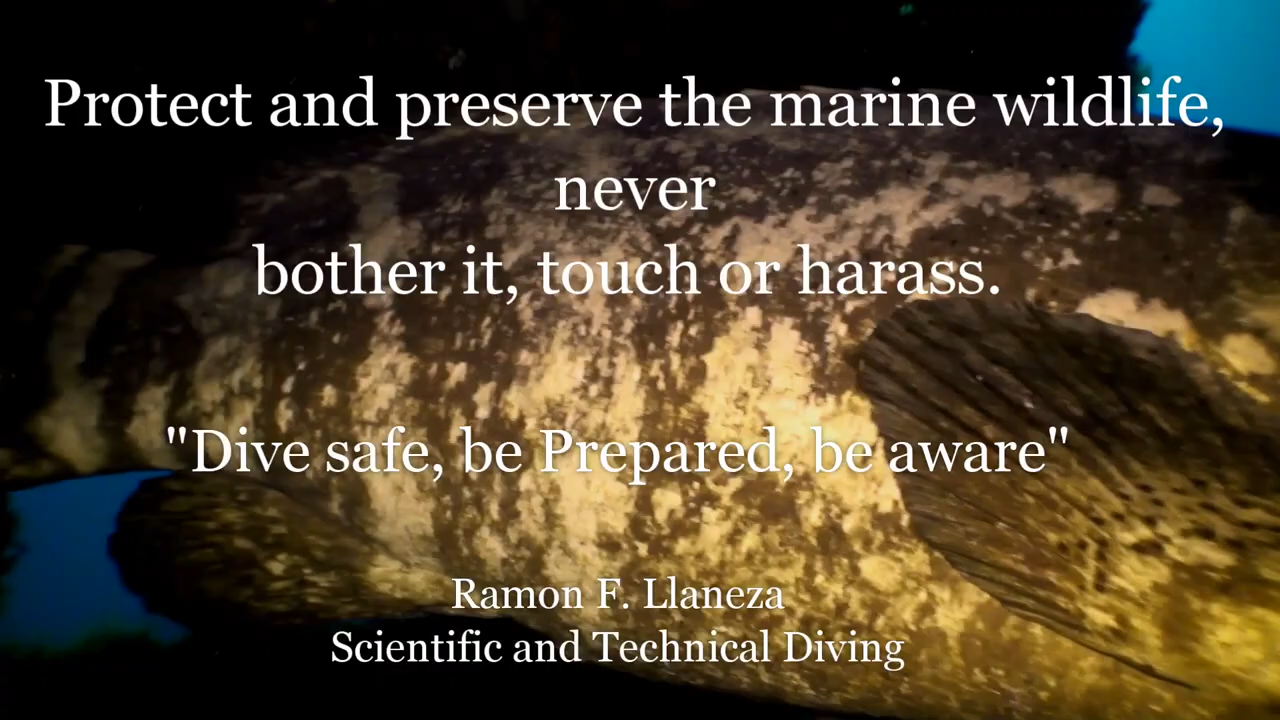 Protect and preserve the marine wildlife,
never
bother it, touch or harass.
"Dive safe, be Prepared, be aware"
Ramon F. Llaneza
Scientific and Technical Diving